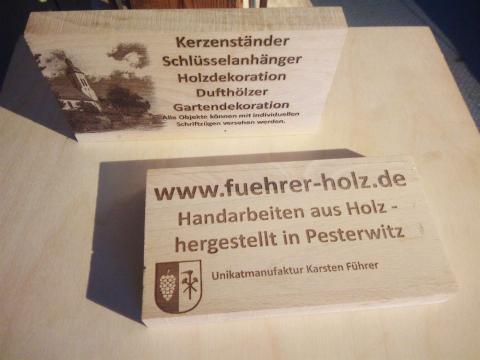 Kerzenständer
Schlüsselanhänger
Holzdekoration
Dufthölzer
Gartendekoration
Alle Objekte können mit individuellen
Schriftzügen versehen werden.
www.fuehrer-holz.de
Handarbeiten aus Holz -
hergestellt in Pesterwitz
Unikatmanufaktur Karsten Führer